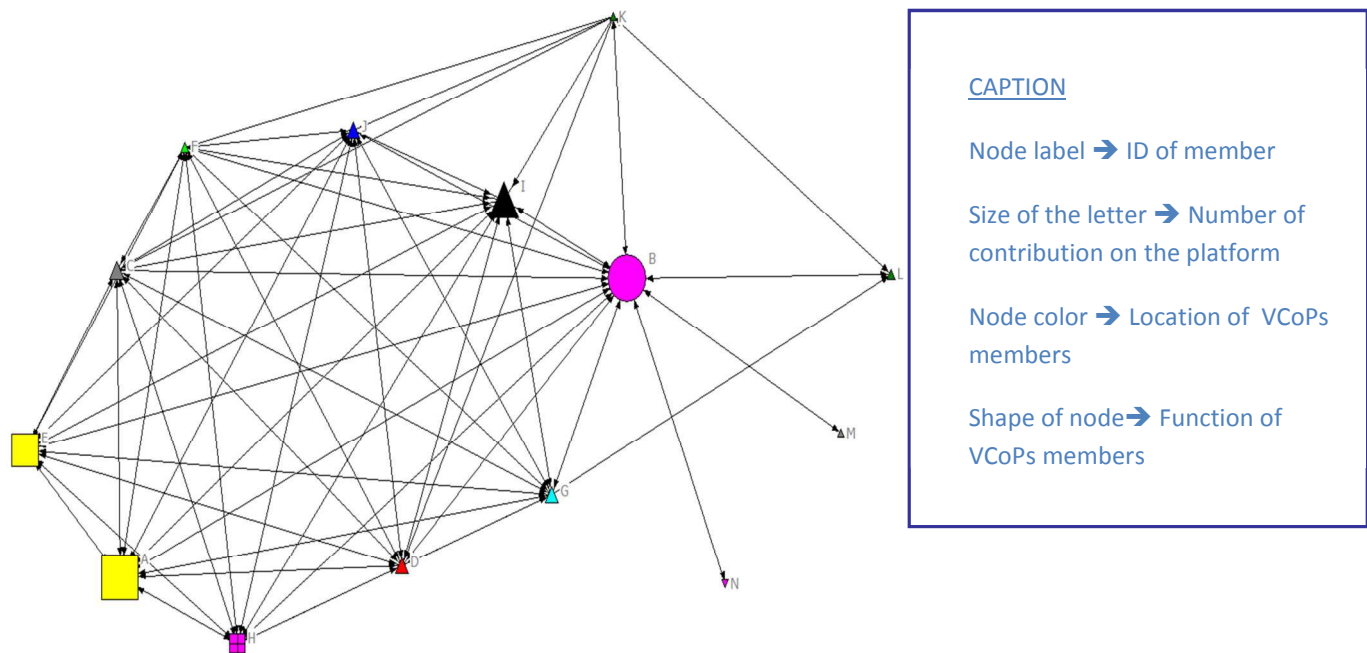 K
J
F
I
C
B
L
E
M
G
A
D
N
H
CAPTION
Node label ➔ ID of member
Size of the letter ➔ Number of
contribution on the platform
Node color ➔ Location of VCoPs
members
Shape of node➔ Function of
VCoPs members